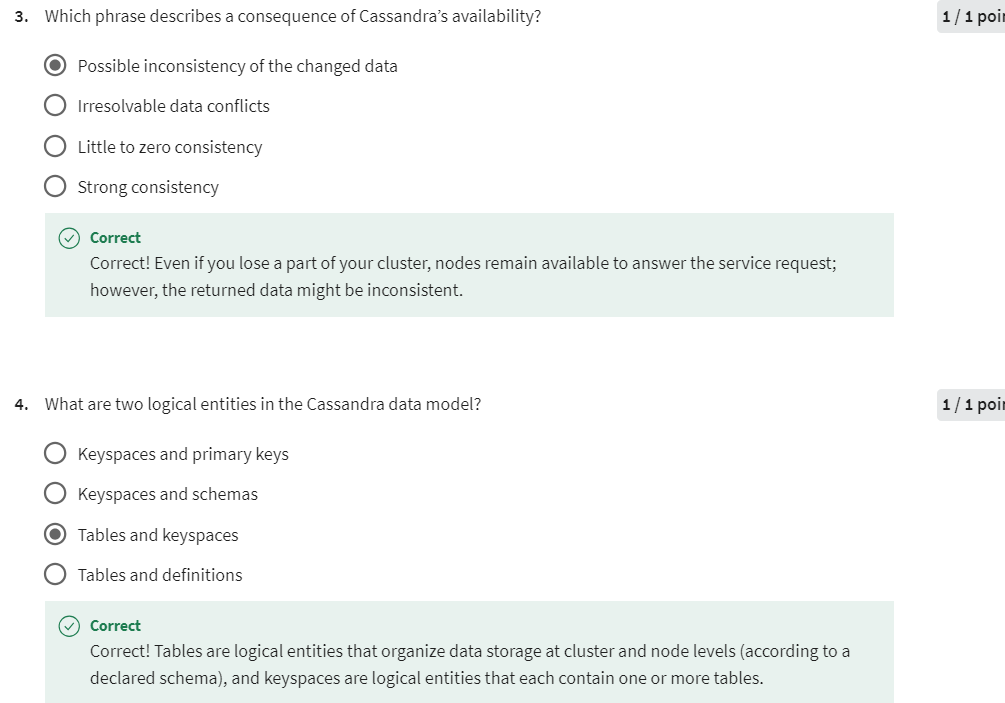 3. Which phrase describes a consequence of Cassandra’s availability?
1 / 1 poi
Possible inconsistency of the changed data
Irresolvable data conflicts
Little to zero consistency
Strong consistency
Correct
Correct! Even if you lose a part of your cluster, nodes remain available to answer the service request;
however, the returned data might be inconsistent.
4. What are two logical entities in the Cassandra data model?
1 / 1 poi
Keyspaces and primary keys
Keyspaces and schemas
Tables and keyspaces
Tables and definitions
Correct
Correct! Tables are logical entities that organize data storage at cluster and node levels (according to a
declared schema), and keyspaces are logical entities that each contain one or more tables.